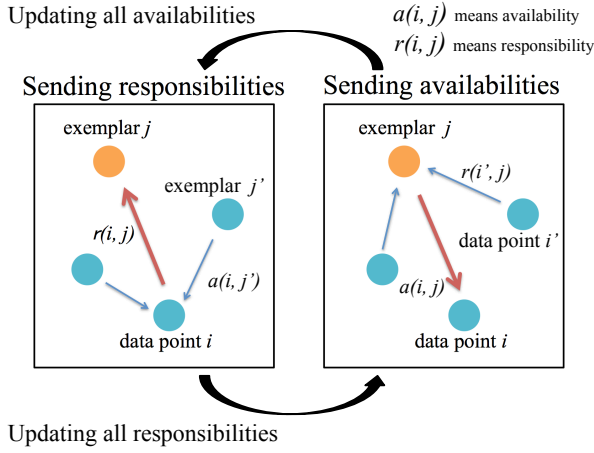 Updating all availabilities
a(i, j) means availability
r(i, j) means responsibility
Sending responsibilities
Sending availabilities
exemplar j
exemplar j'
r(i, j)
a(i, j')
data point i
exemplar j
r(i', j)
data point i'
a(i, j)
data point i
Updating all responsibilities